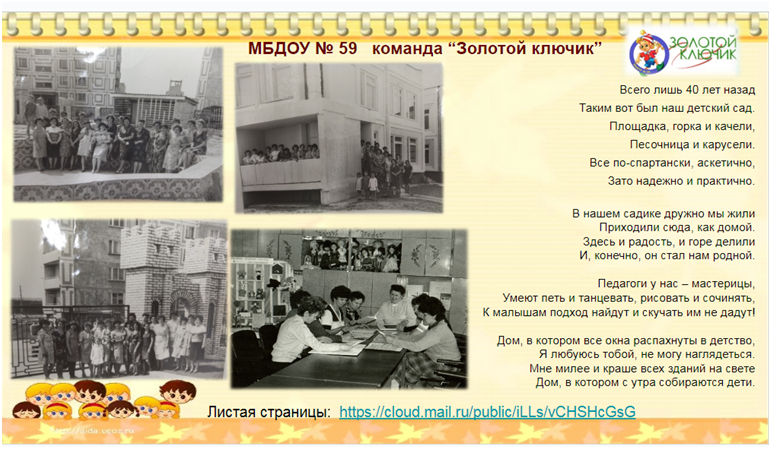 МБДОУ № 59 команда “Золотой ключик”
ЗОЛОТОЙ
КЛЮЧИК
Всего лишь 40 лет назад
Таким вот был наш детский сад.
Площадка, горка и качели,
Песочница и карусели.
Все по-спартански, аскетично,
Зато надежно и практично.
В нашем садике дружно мы жили
Приходили сюда, как домой.
Здесь и радость, и горе делили
И, конечно, он стал нам родной.
Педагоги у нас – мастерицы,
Умеют петь и танцевать, рисовать и сочинять,
К малышам подход найдут и скучать им не дадут!
Дом, в котором все окна распахнуты в детство,
Я любуюсь тобой, не могу наглядеться.
Мне милее и краше всех зданий на свете
Дом, в котором с утра собираются дети.
Листая страницы: https://cloud.mail.ru/public/iLLs/vCHSHcGsG